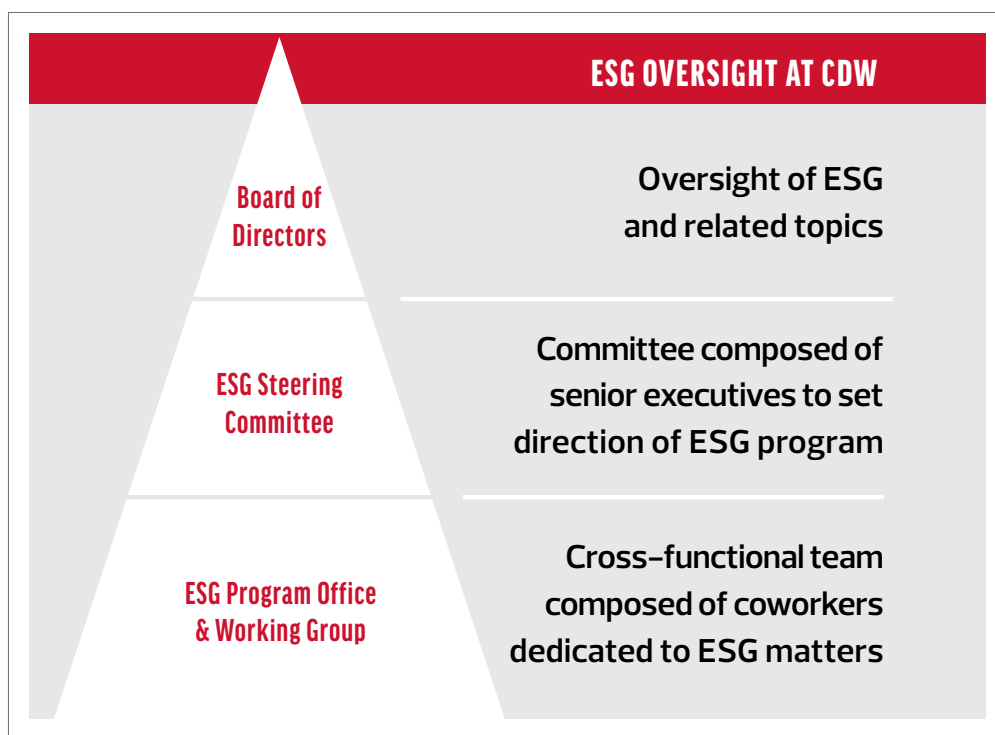 ESG OVERSIGHT AT CDW
Board of
Directors
Oversight of ESG
and related topics
ESG Steering
Committee
Committee composed of
senior executives to set
direction of ESG program
ESG Program Office
& Working Group
Cross-functional team
composed of coworkers
dedicated to ESG matters